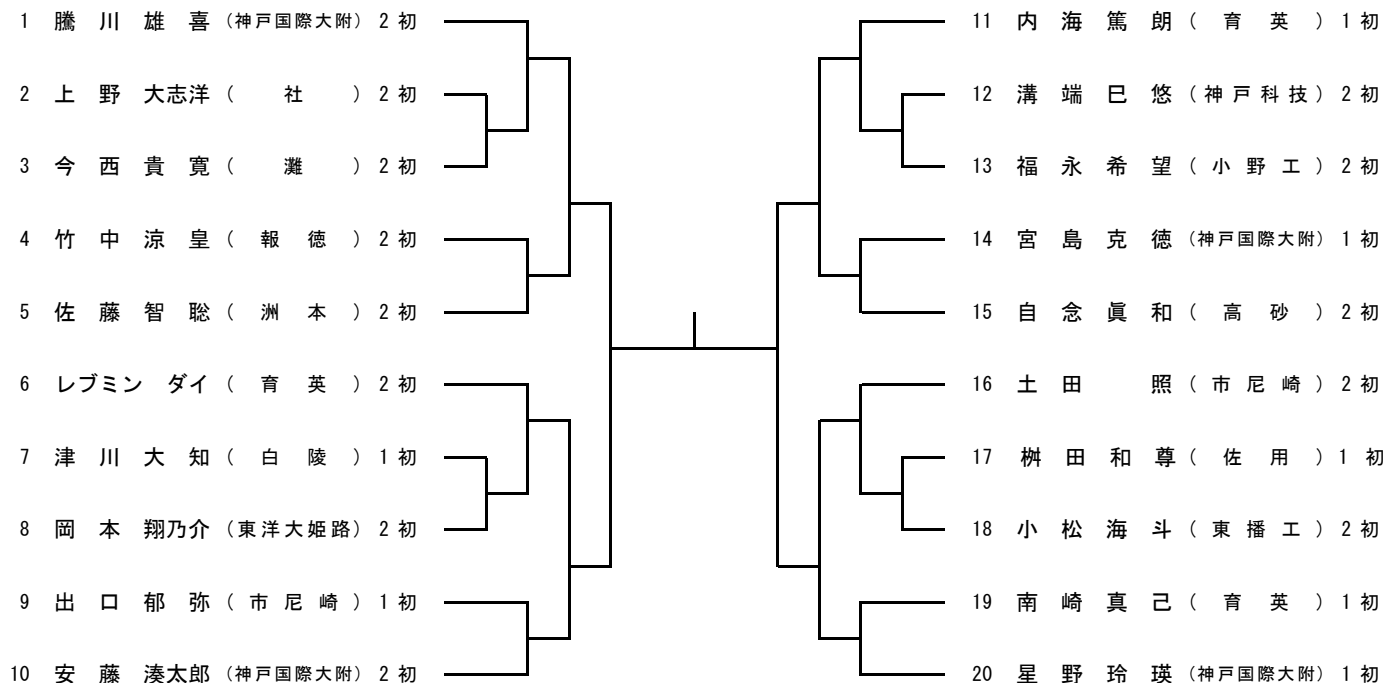 1 騰川雄喜 (神戸国際大附) 2 初
2 上野大志洋 (社) 2 初
3 今西貴寛 (灘) 2 初
4 竹中涼皇 (報徳) 2 初
5 佐藤智聡 (洲本) 2 初
6 レブミン ダイ (育英) 2 初
7 津川大知 (白陵) 1 初
8 岡本翔乃介 (東洋大姫路) 2 初
9 出口郁弥 (市尼崎) 1 初
10 安藤湊太郎 (神戸国際大附) 2 初
11 内海篤朗 (育英) 1 初
12 溝端巳悠 (神戸科技) 2 初
13 福永希望 (小野工) 2 初
14 宮島克徳 (神戸国際大附) 1 初
15 自念眞和 (高砂) 2 初
16 土田照 (市尼崎) 2 初
17 桝田和尊 (佐用) 1 初
18 小松海斗 (東播工) 2 初
19 南崎真己 (育英) 1 初
20 星野玲瑛 (神戸国際大附) 1 初